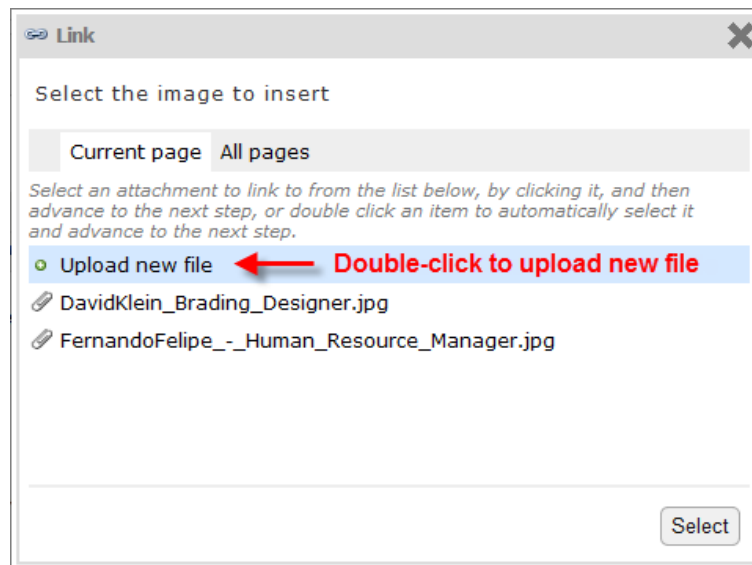 Link
Select the image to insert
Current page All pages
Select an attachment to link to from the list below, by clicking it, and then
advance to the next step, or double click an item to automatically select it
and advance to the next step.
Upload new file Double-click to upload new file
DavidKlein_Brading_Designer.jpg
FernandoFelipe_-_Human_Resource_Manager.jpg
Select